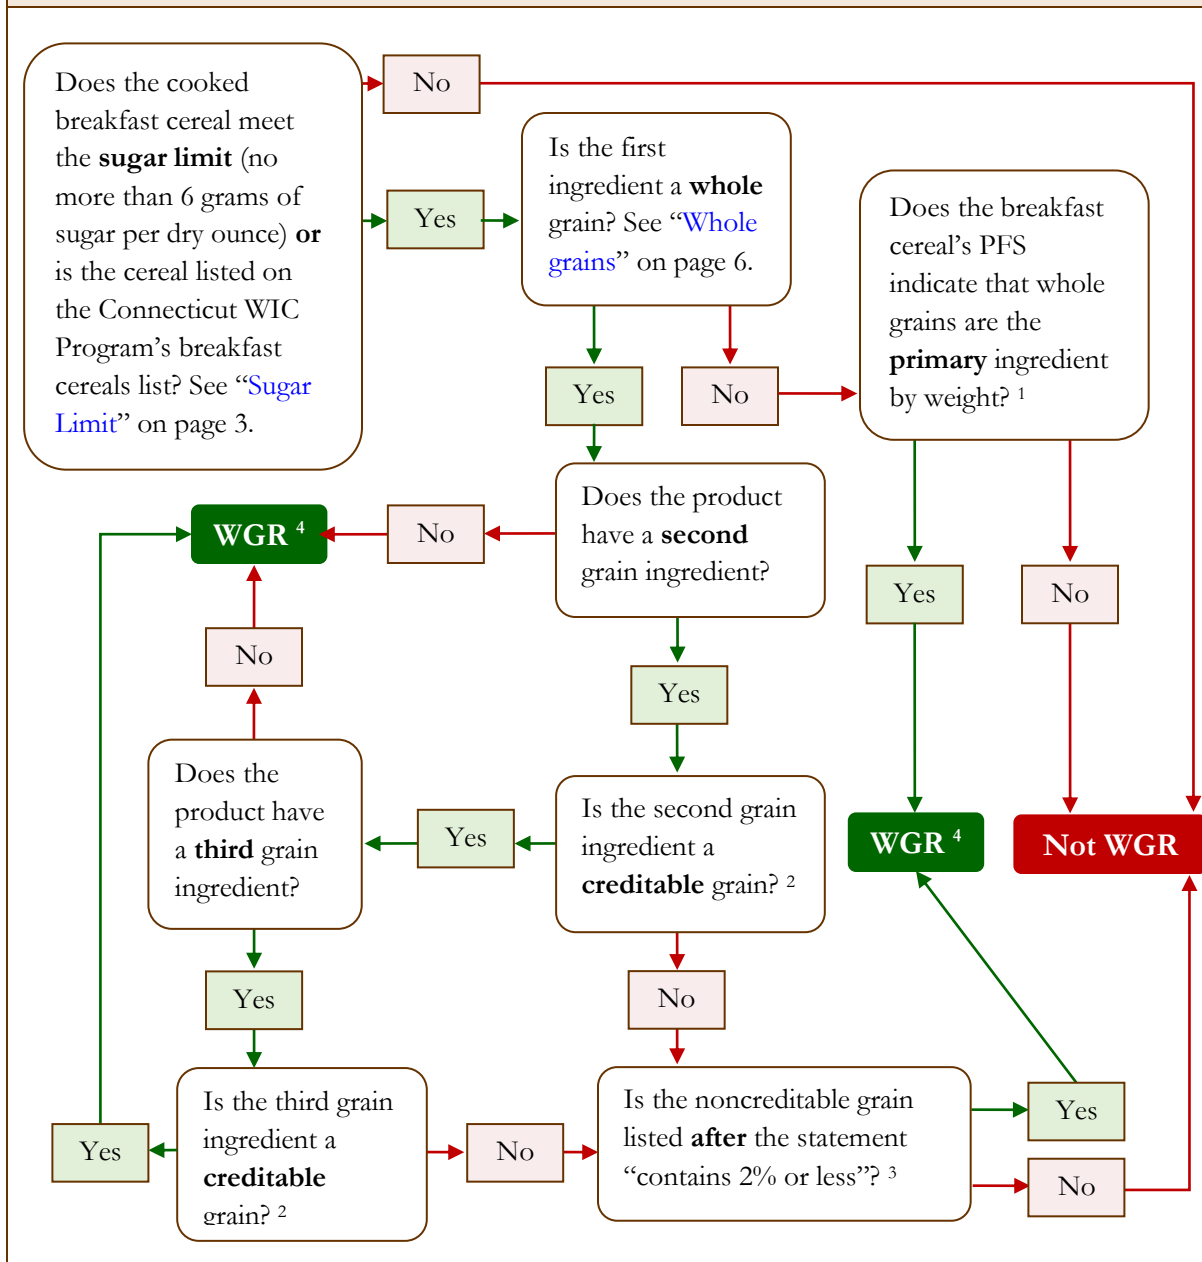 Does the cooked
breakfast cereal meet
the sugar limit (no
more than 6 grams of
sugar per dry ounce) or
is the cereal listed on
the Connecticut WIC
Program’s breakfast
cereals list? See “Sugar
Limit” on page 3.
No
Yes
Is the first
ingredient a whole
grain? See “Whole
grains” on page 6.
Yes
No
Does the breakfast
cereal’s PFS
indicate that whole
grains are the
primary ingredient
by weight? 1
Yes
No
Does the product
have a second
grain ingredient?
No
WGR 4
Yes
No
Does the
product have
a third grain
ingredient?
Yes
Is the second grain
ingredient a
creditable grain? 2
WGR 4
Not WGR
Yes
No
Is the third grain
ingredient a
creditable
grain? 2
Yes
No
Is the noncreditable grain
listed after the statement
“contains 2% or less”? 3
Yes
No